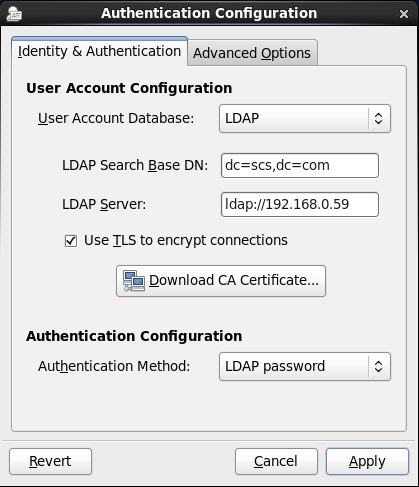 Authentication Configuration
Identity & Authentication
Advanced Options
User Account Configuration
User Account Database: LDAP
LDAP Search Base DN: dc=scs,dc=com
LDAP Server: ldap://192.168.0.59
Use TLS to encrypt connections
Download CA Certificate...
Authentication Configuration
Authentication Method: LDAP password
Revert Cancel Apply